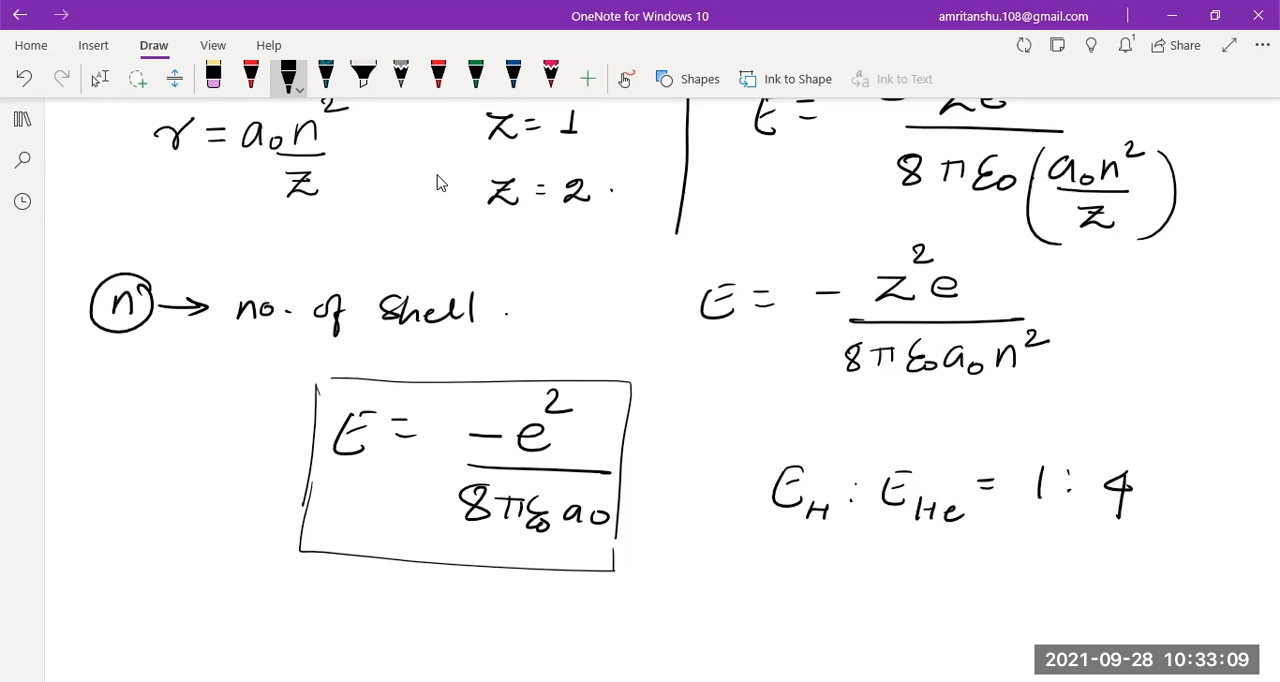 OneNote for Windows 10
amritanshu.108@gmail.com
Home Insert Draw View Help
Share
Shapes Ink to Shape Ink to Text
r = a₀n²/z
z = 1
z = 2 .
E = - ze/8πε₀(a₀n²/z)
n → no. of shell .
E = - z²e/8πε₀a₀n²
E = -e²/8πε₀a₀
E_H : E_He = 1 : 4
2021-09-28 10:33:09